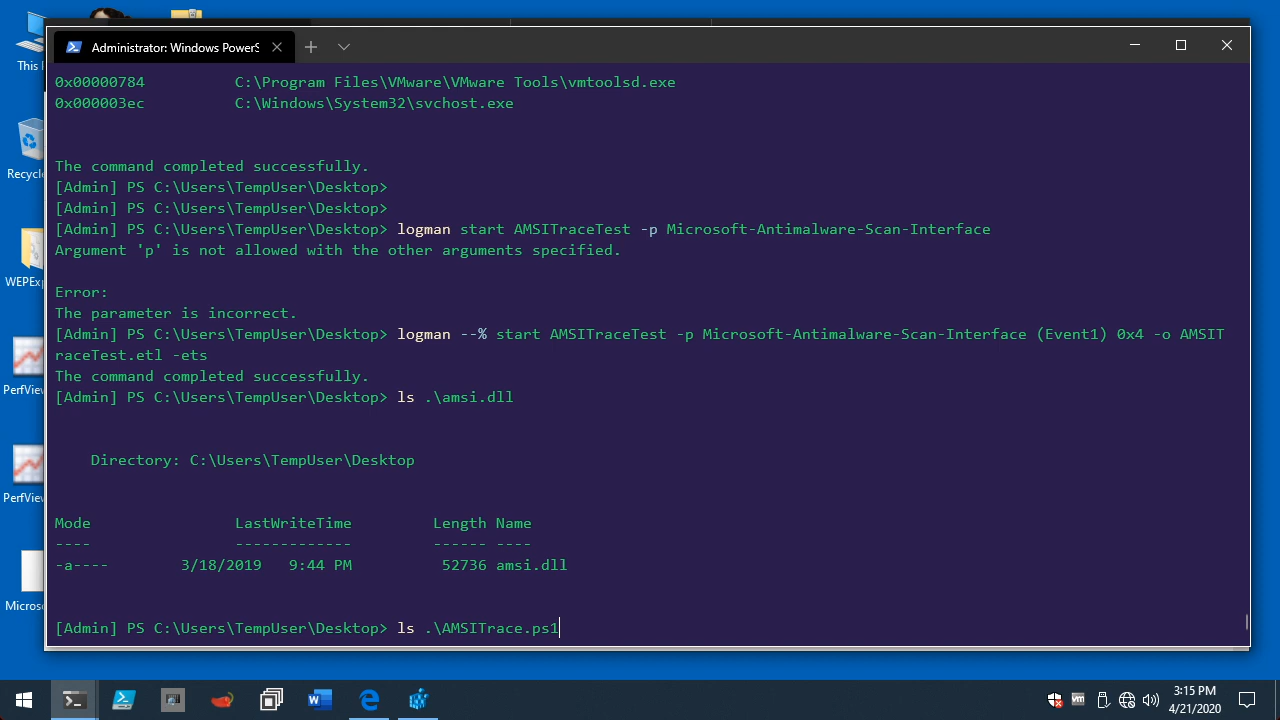 This
Recycle
WEPExp
PerfView
PerfView
Microso
Administrator: Windows PowerS
0x00000784 C:\Program Files\VMware\VMware Tools\vmtoolsd.exe
0x000003ec C:\Windows\System32\svchost.exe
The command completed successfully.
[Admin] PS C:\Users\TempUser\Desktop>
[Admin] PS C:\Users\TempUser\Desktop>
[Admin] PS C:\Users\TempUser\Desktop> logman start AMSITraceTest -p Microsoft-Antimalware-Scan-Interface
Argument 'p' is not allowed with the other arguments specified.
Error:
The parameter is incorrect.
[Admin] PS C:\Users\TempUser\Desktop> logman --% start AMSITraceTest -p Microsoft-Antimalware-Scan-Interface (Event1) 0x4 -o AMSIT
raceTest.etl -ets
The command completed successfully.
[Admin] PS C:\Users\TempUser\Desktop> ls .\amsi.dll
Directory: C:\Users\TempUser\Desktop
Mode LastWriteTime Length Name
---- ------------- ------ ----
-a---- 3/18/2019 9:44 PM 52736 amsi.dll
[Admin] PS C:\Users\TempUser\Desktop> ls .\AMSITrace.ps1
3:15 PM
4/21/2020